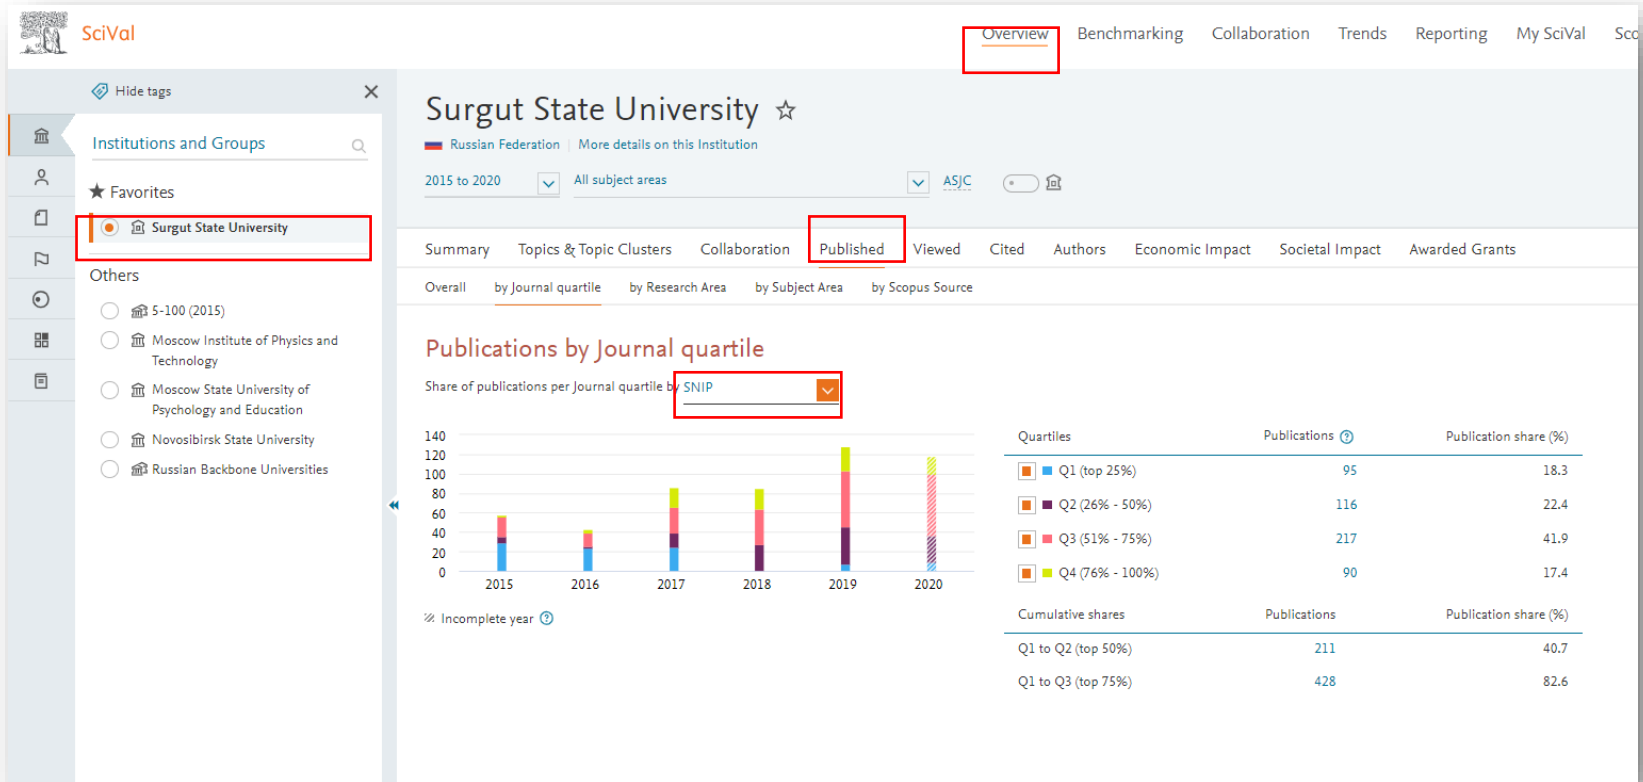 SciVal
Overview Benchmarking Collaboration Trends Reporting My SciVal Sco
Hide tags
Institutions and Groups
Favorites
Surgut State University
Others
5-100 (2015)
Moscow Institute of Physics and
Technology
Moscow State University of
Psychology and Education
Novosibirsk State University
Russian Backbone Universities
Surgut State University
Russian Federation More details on this Institution
2015 to 2020 All subject areas ASJC
Summary Topics & Topic Clusters Collaboration Published Viewed Cited Authors Economic Impact Societal Impact Awarded Grants
Overall by Journal quartile by Research Area by Subject Area by Scopus Source
Publications by Journal quartile
Share of publications per Journal quartile by SNIP
140
120
100
80
60
40
20
0
2015 2016 2017 2018 2019 2020
Incomplete year ?
Quartiles Publications ? Publication share (%)
Q1 (top 25%) 95 18.3
Q2 (26% - 50%) 116 22.4
Q3 (51% - 75%) 217 41.9
Q4 (76% - 100%) 90 17.4
Cumulative shares Publications Publication share (%)
Q1 to Q2 (top 50%) 211 40.7
Q1 to Q3 (top 75%) 428 82.6